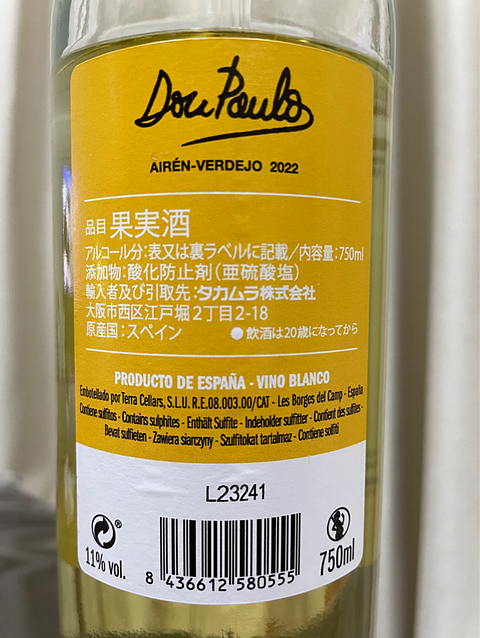 Don Paulo
AIRÉN-VERDEJO 2022
品目 果実酒
アルコール分:表又は裏ラベルに記載／内容量:750ml
添加物:酸化防止剤(亜硫酸塩)
輸入者及び引取先:タカムラ株式会社
大阪市西区江戸堀2丁目2-18
原産国:スペイン ●飲酒は20歳になってから
PRODUCTO DE ESPAÑA - VINO BLANCO
Embotellado por Terra Cellars, S.L.U. R.E.08.003.00/CAT - Les Borges del Camp - España
Contiene sulfitos - Contains sulphites - Enthält Sulfite - Indeholder sulfitter - Contient des sulfites -
Bevat sulfieten - Zawiera siarczyny - Szulfitokat tartalmaz - Contiene solfiti
L23241
11% vol.
8 436612 580555
750ml